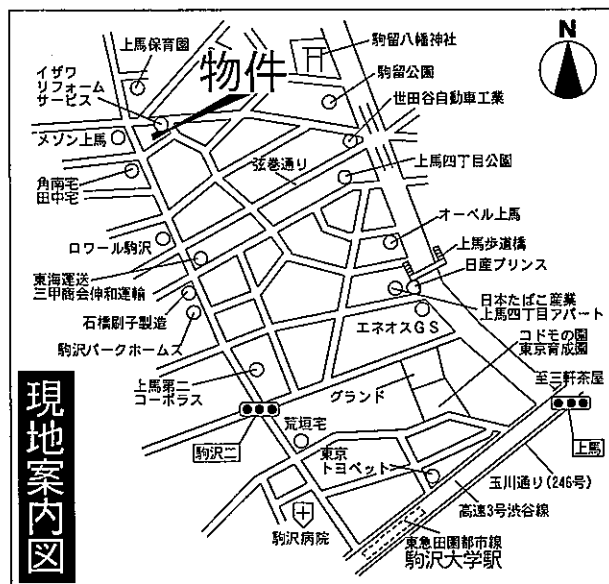 上馬保育園
イザワ
リフォーム
サービス
物件
駒留八幡神社
N
駒留公園
世田谷自動車工業
メゾン上馬
弦巻通り
上馬四丁目公園
角南宅
田中宅
オーベル上馬
ロワール駒沢
上馬歩道橋
日産プリンス
東海運送
三甲商会伸和運輸
日本たばこ産業
上馬四丁目アパート
石橋刷子製造
エネオスGS
コドモの園
東京育成園
駒沢パークホームズ
至三軒茶屋
上馬第二
コーポラス
グランド
駒沢二
荒垣宅
上馬
東京
トヨペット
玉川通り(246号)
高速3号渋谷線
駒沢病院
東急田園都市線
駒沢大学駅
現地案内図